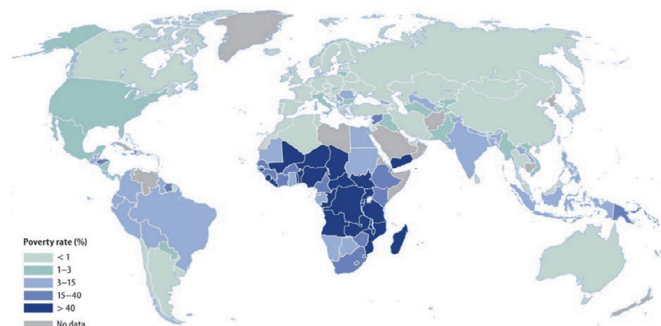 Poverty rate (%)
< 1
1–3
3–15
15–40
> 40
No data